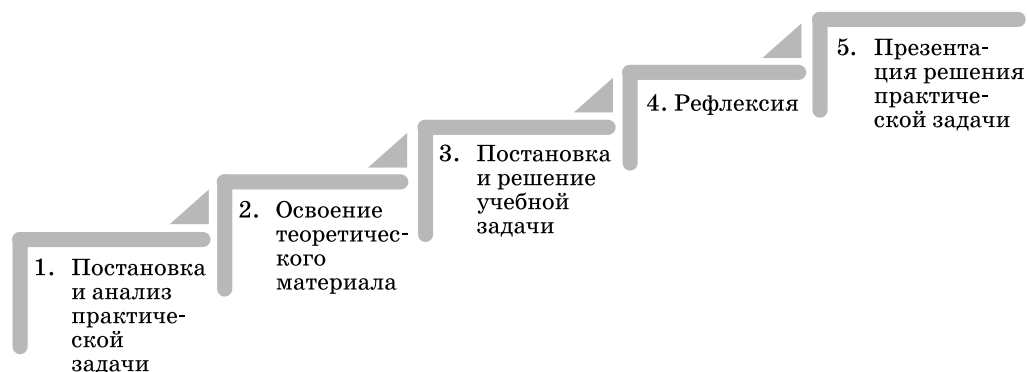 1. Постановка
и анализ
практиче-
ской
задачи
2. Освоение
теоретичес-
кого
материала
3. Постановка
и решение
учебной
задачи
4. Рефлексия
5. Презента-
ция решения
практиче-
ской задачи